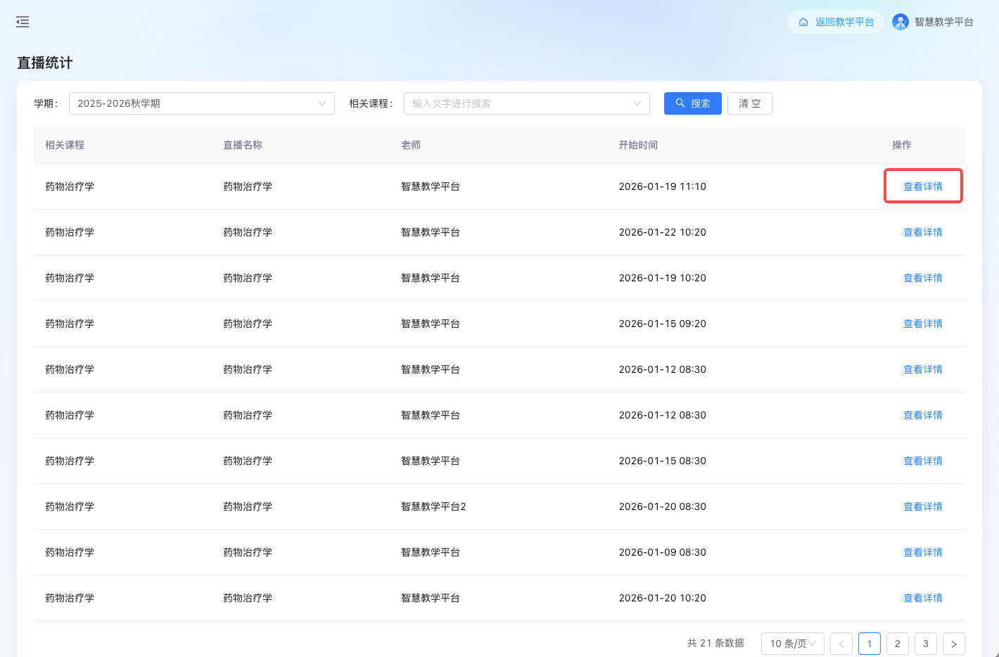 返回教学平台 智慧教学平台
直播统计
学期： 2025-2026秋学期 相关课程： 输入文字进行搜索 搜索 清 空
相关课程 直播名称 老师 开始时间 操作
药物治疗学 药物治疗学 智慧教学平台 2026-01-19 11:10 查看详情
药物治疗学 药物治疗学 智慧教学平台 2026-01-22 10:20 查看详情
药物治疗学 药物治疗学 智慧教学平台 2026-01-19 10:20 查看详情
药物治疗学 药物治疗学 智慧教学平台 2026-01-15 09:20 查看详情
药物治疗学 药物治疗学 智慧教学平台 2026-01-12 08:30 查看详情
药物治疗学 药物治疗学 智慧教学平台 2026-01-12 08:30 查看详情
药物治疗学 药物治疗学 智慧教学平台 2026-01-15 08:30 查看详情
药物治疗学 药物治疗学 智慧教学平台2 2026-01-20 08:30 查看详情
药物治疗学 药物治疗学 智慧教学平台 2026-01-09 08:30 查看详情
药物治疗学 药物治疗学 智慧教学平台 2026-01-20 10:20 查看详情
共 21 条数据 10 条/页 < 1 2 3 >